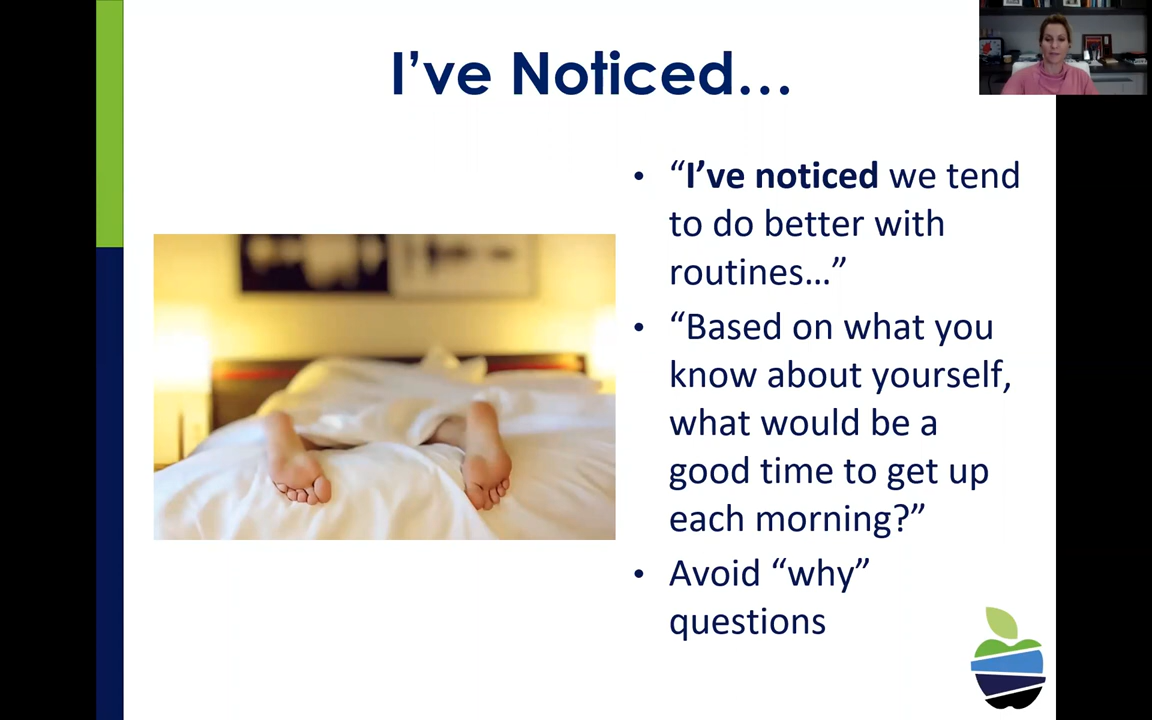 I’ve Noticed...
• “I’ve noticed we tend
to do better with
routines...”
• “Based on what you
know about yourself,
what would be a
good time to get up
each morning?”
• Avoid “why”
questions